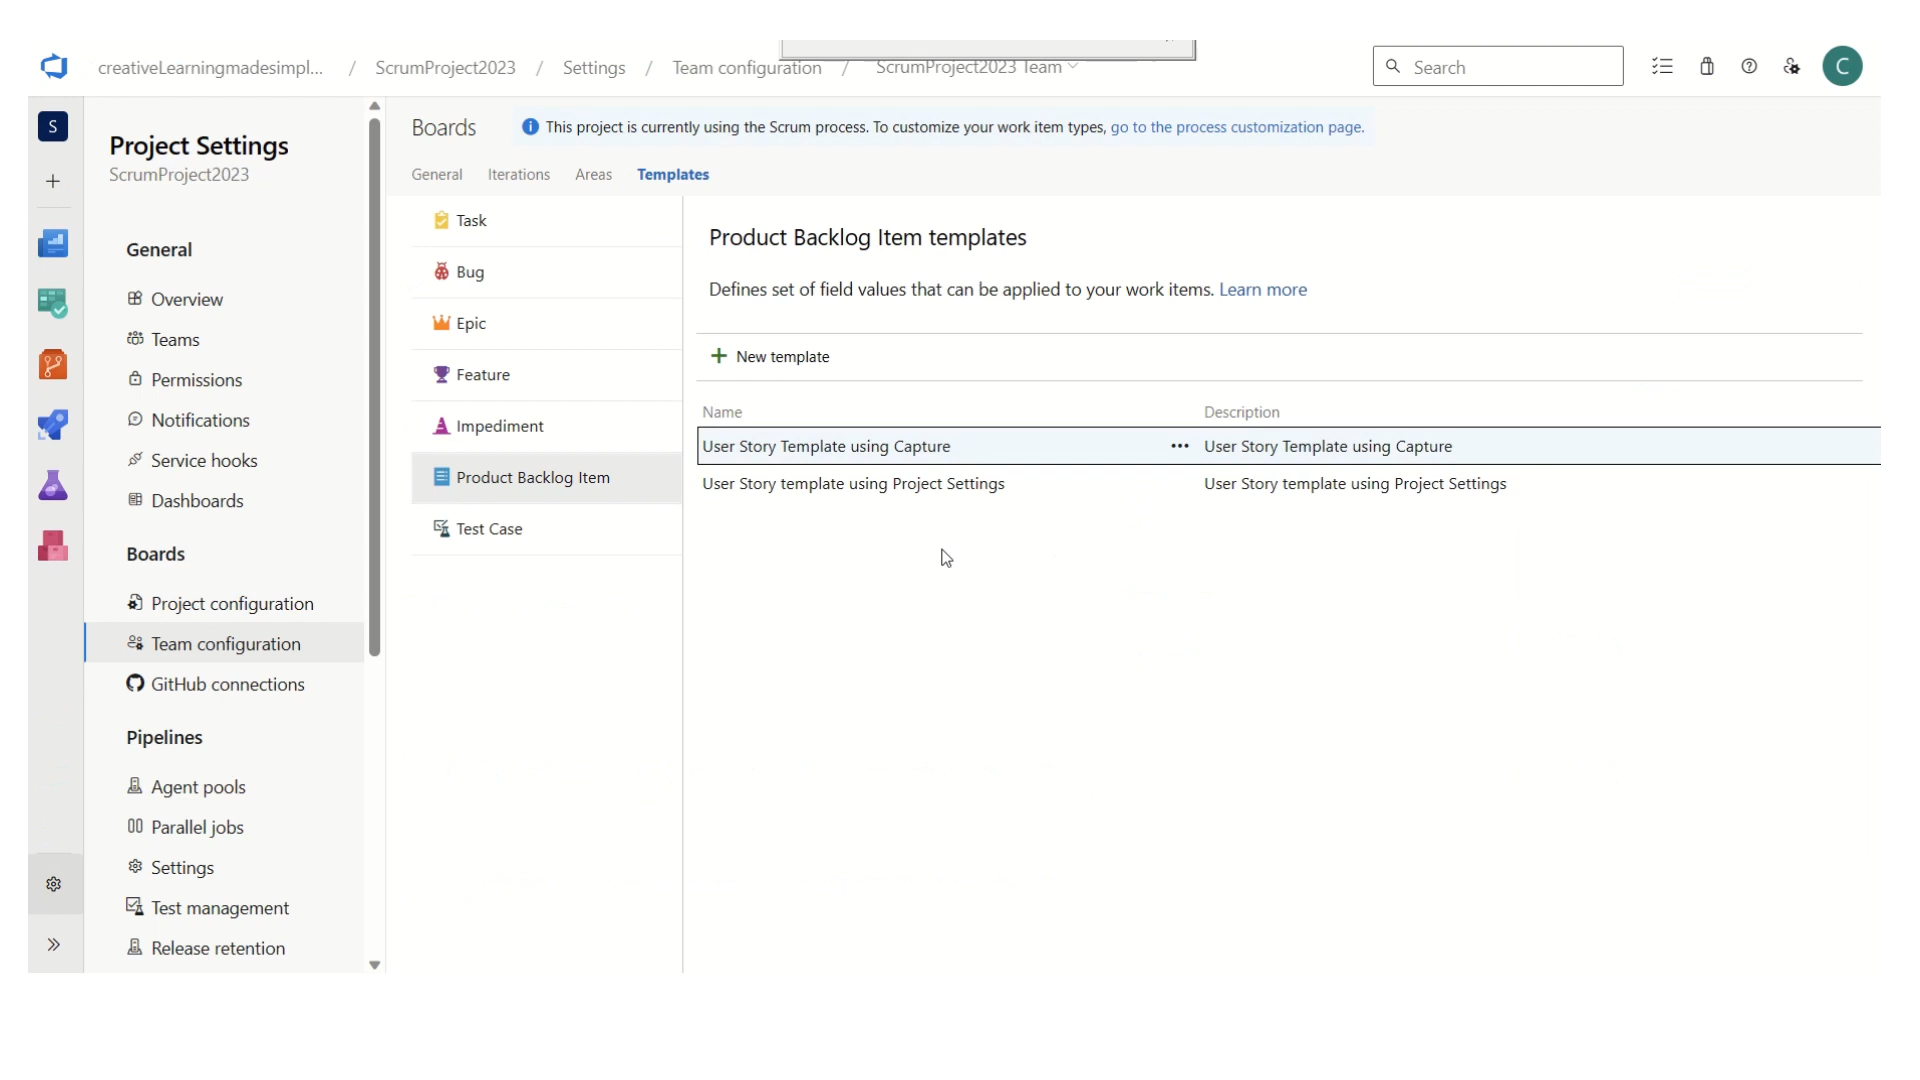 creativeLearningmadesimpl... / ScrumProject2023 / Settings / Team configuration / ScrumProject2023 Team
Search
C
S
Project Settings
ScrumProject2023
General
Overview
Teams
Permissions
Notifications
Service hooks
Dashboards
Boards
Project configuration
Team configuration
GitHub connections
Pipelines
Agent pools
Parallel jobs
Settings
Test management
Release retention
Boards
This project is currently using the Scrum process. To customize your work item types, go to the process customization page.
General Iterations Areas Templates
Task
Bug
Epic
Feature
Impediment
Product Backlog Item
Test Case
Product Backlog Item templates
Defines set of field values that can be applied to your work items. Learn more
New template
Name Description
User Story Template using Capture ••• User Story Template using Capture
User Story template using Project Settings User Story template using Project Settings